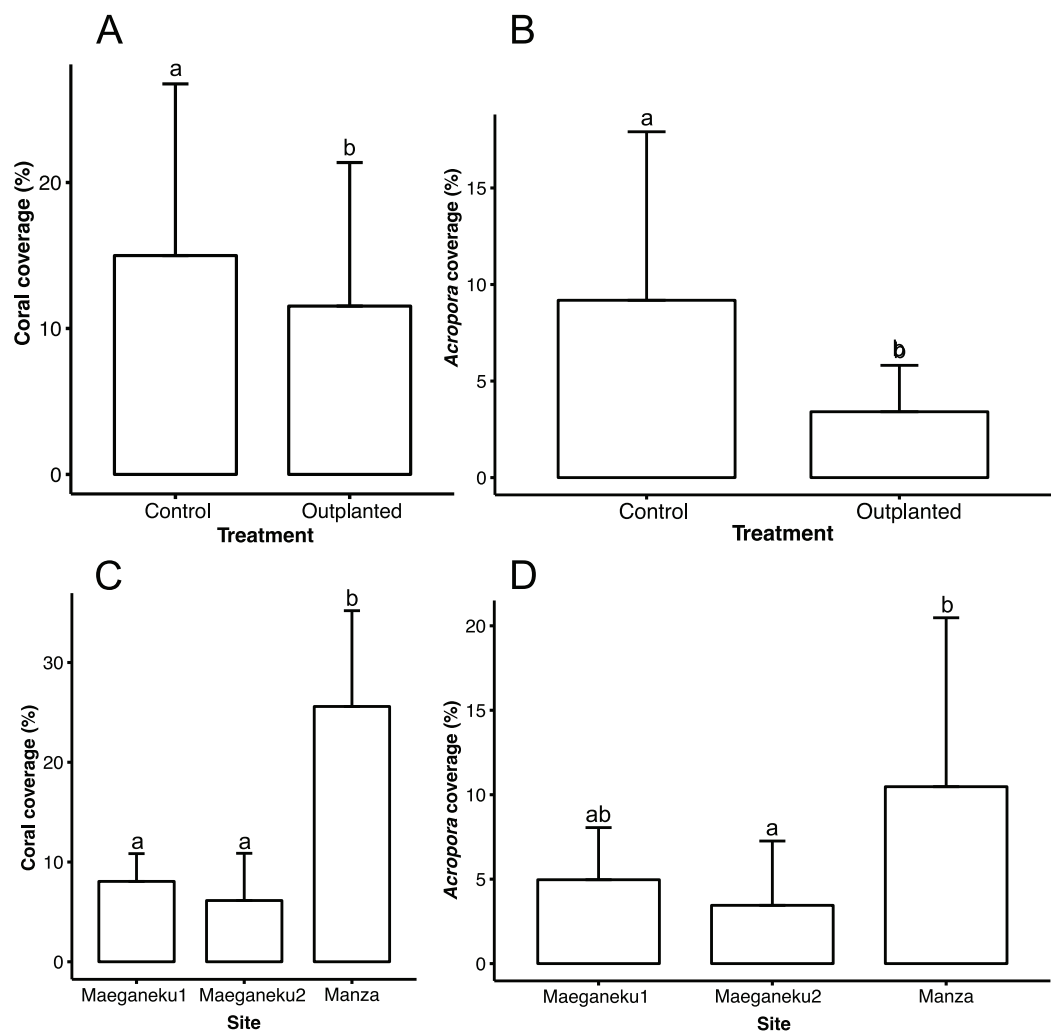 A
a
b
20
10
0
Coral coverage (%)
Control Outplanted
Treatment
B
a
b
15
10
5
0
Acropora coverage (%)
Control Outplanted
Treatment
C
b
a a
30
20
10
0
Coral coverage (%)
Maeganeku1 Maeganeku2 Manza
Site
D
b
ab a
20
15
10
5
0
Acropora coverage (%)
Maeganeku1 Maeganeku2 Manza
Site